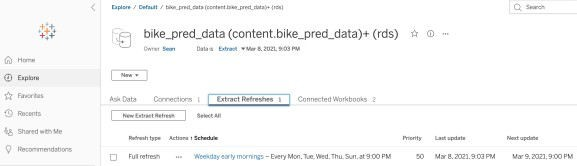 Explore / Default / bike_pred_data (content.bike_pred_data)+ (rds)
Search
bike_pred_data (content.bike_pred_data)+ (rds)
Owner Sean Data is Extract ▾ Mar 8, 2021, 9:03 PM
Home
Explore
Favorites
Recents
Shared with Me
Recommendations
New ▾
Ask Data Connections 1 Extract Refreshes 1 Connected Workbooks 2
New Extract Refresh Select All
Refresh type Actions ↑ Schedule Priority Last update Next update
Full refresh ··· Weekday early mornings – Every Mon, Tue, Wed, Thu, Sun, at 9:00 PM 50 Mar 8, 2021, 9:03 PM Mar 9, 2021, 9:00 PM